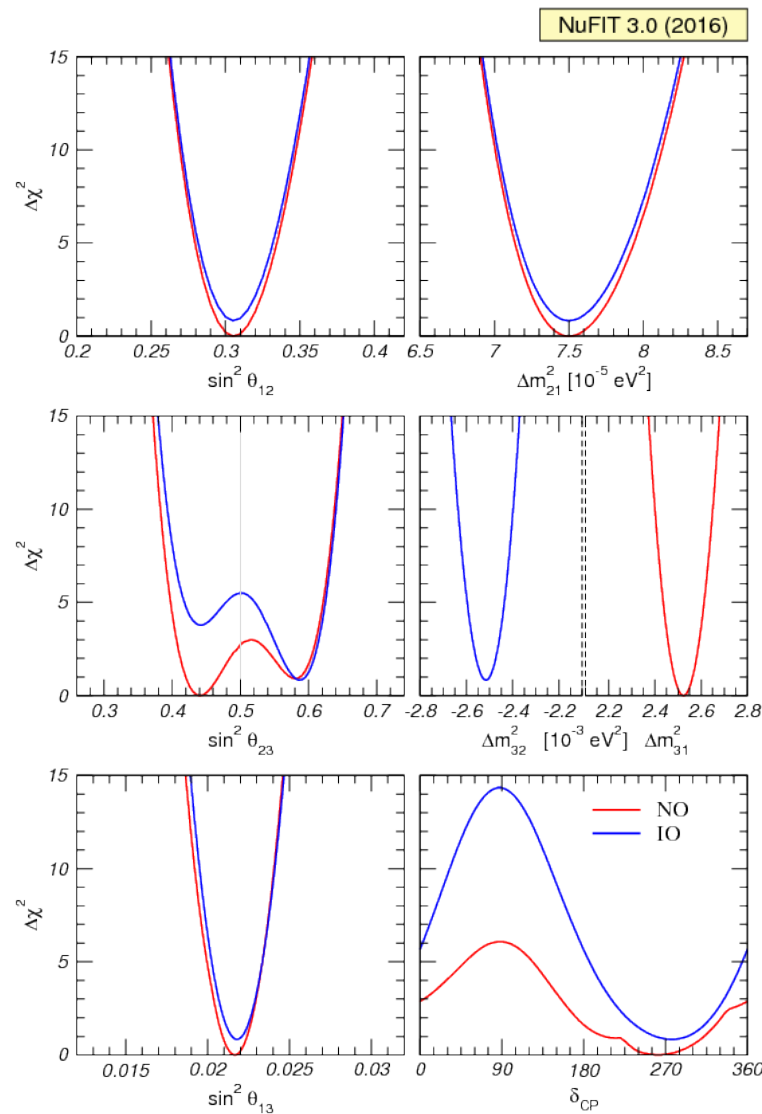 NuFIT 3.0 (2016)
15
10
5
0
Δχ²
0.2 0.25 0.3 0.35 0.4
sin² θ₁₂
6.5 7 7.5 8 8.5
Δm²₂₁ [10⁻⁵ eV²]
15
10
5
0
Δχ²
0.3 0.4 0.5 0.6 0.7
sin² θ₂₃
-2.8 -2.6 -2.4 -2.2 2.2 2.4 2.6 2.8
Δm²₃₂ [10⁻³ eV²] Δm²₃₁
15
10
5
0
Δχ²
0.015 0.02 0.025 0.03
sin² θ₁₃
NO
IO
0 90 180 270 360
δ_CP